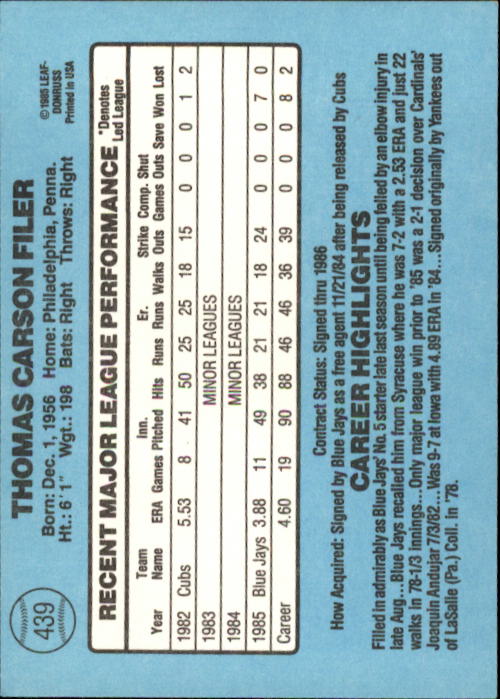 439
THOMAS CARSON FILER
Born: Dec. 1, 1956 Home: Philadelphia, Penna.
Ht.: 6'1" Wgt.: 198 Bats: Right Throws: Right
©1985 LEAF-
DONRUSS
Printed in USA
RECENT MAJOR LEAGUE PERFORMANCE *Denotes
Led League
Team Inn. Er. Strike Comp. Shut
Year Name ERA Games Pitched Hits Runs Runs Walks Outs Games Outs Save Won Lost
1982 Cubs 5.53 8 41 50 25 25 18 15 0 0 0 1 2
1983 MINOR LEAGUES
1984 MINOR LEAGUES
1985 Blue Jays 3.88 11 49 38 21 21 18 24 0 0 0 7 0
Career 4.60 19 90 88 46 46 36 39 0 0 0 8 2
Contract Status: Signed thru 1986
How Acquired: Signed by Blue Jays as a free agent 11/21/84 after being released by Cubs
CAREER HIGHLIGHTS
Filled in admirably as Blue Jays' No. 5 starter late last season until being felled by an elbow injury in
late Aug... Blue Jays recalled him from Syracuse where he was 7-2 with a 2.53 ERA and just 22
walks in 78-1/3 innings... Only major league win prior to '85 was a 2-1 decision over Cardinals'
Joaquin Andujar 7/3/82... Was 9-7 at Iowa with 4.89 ERA in '84... Signed originally by Yankees out
of LaSalle (Pa.) Coll. in '78.